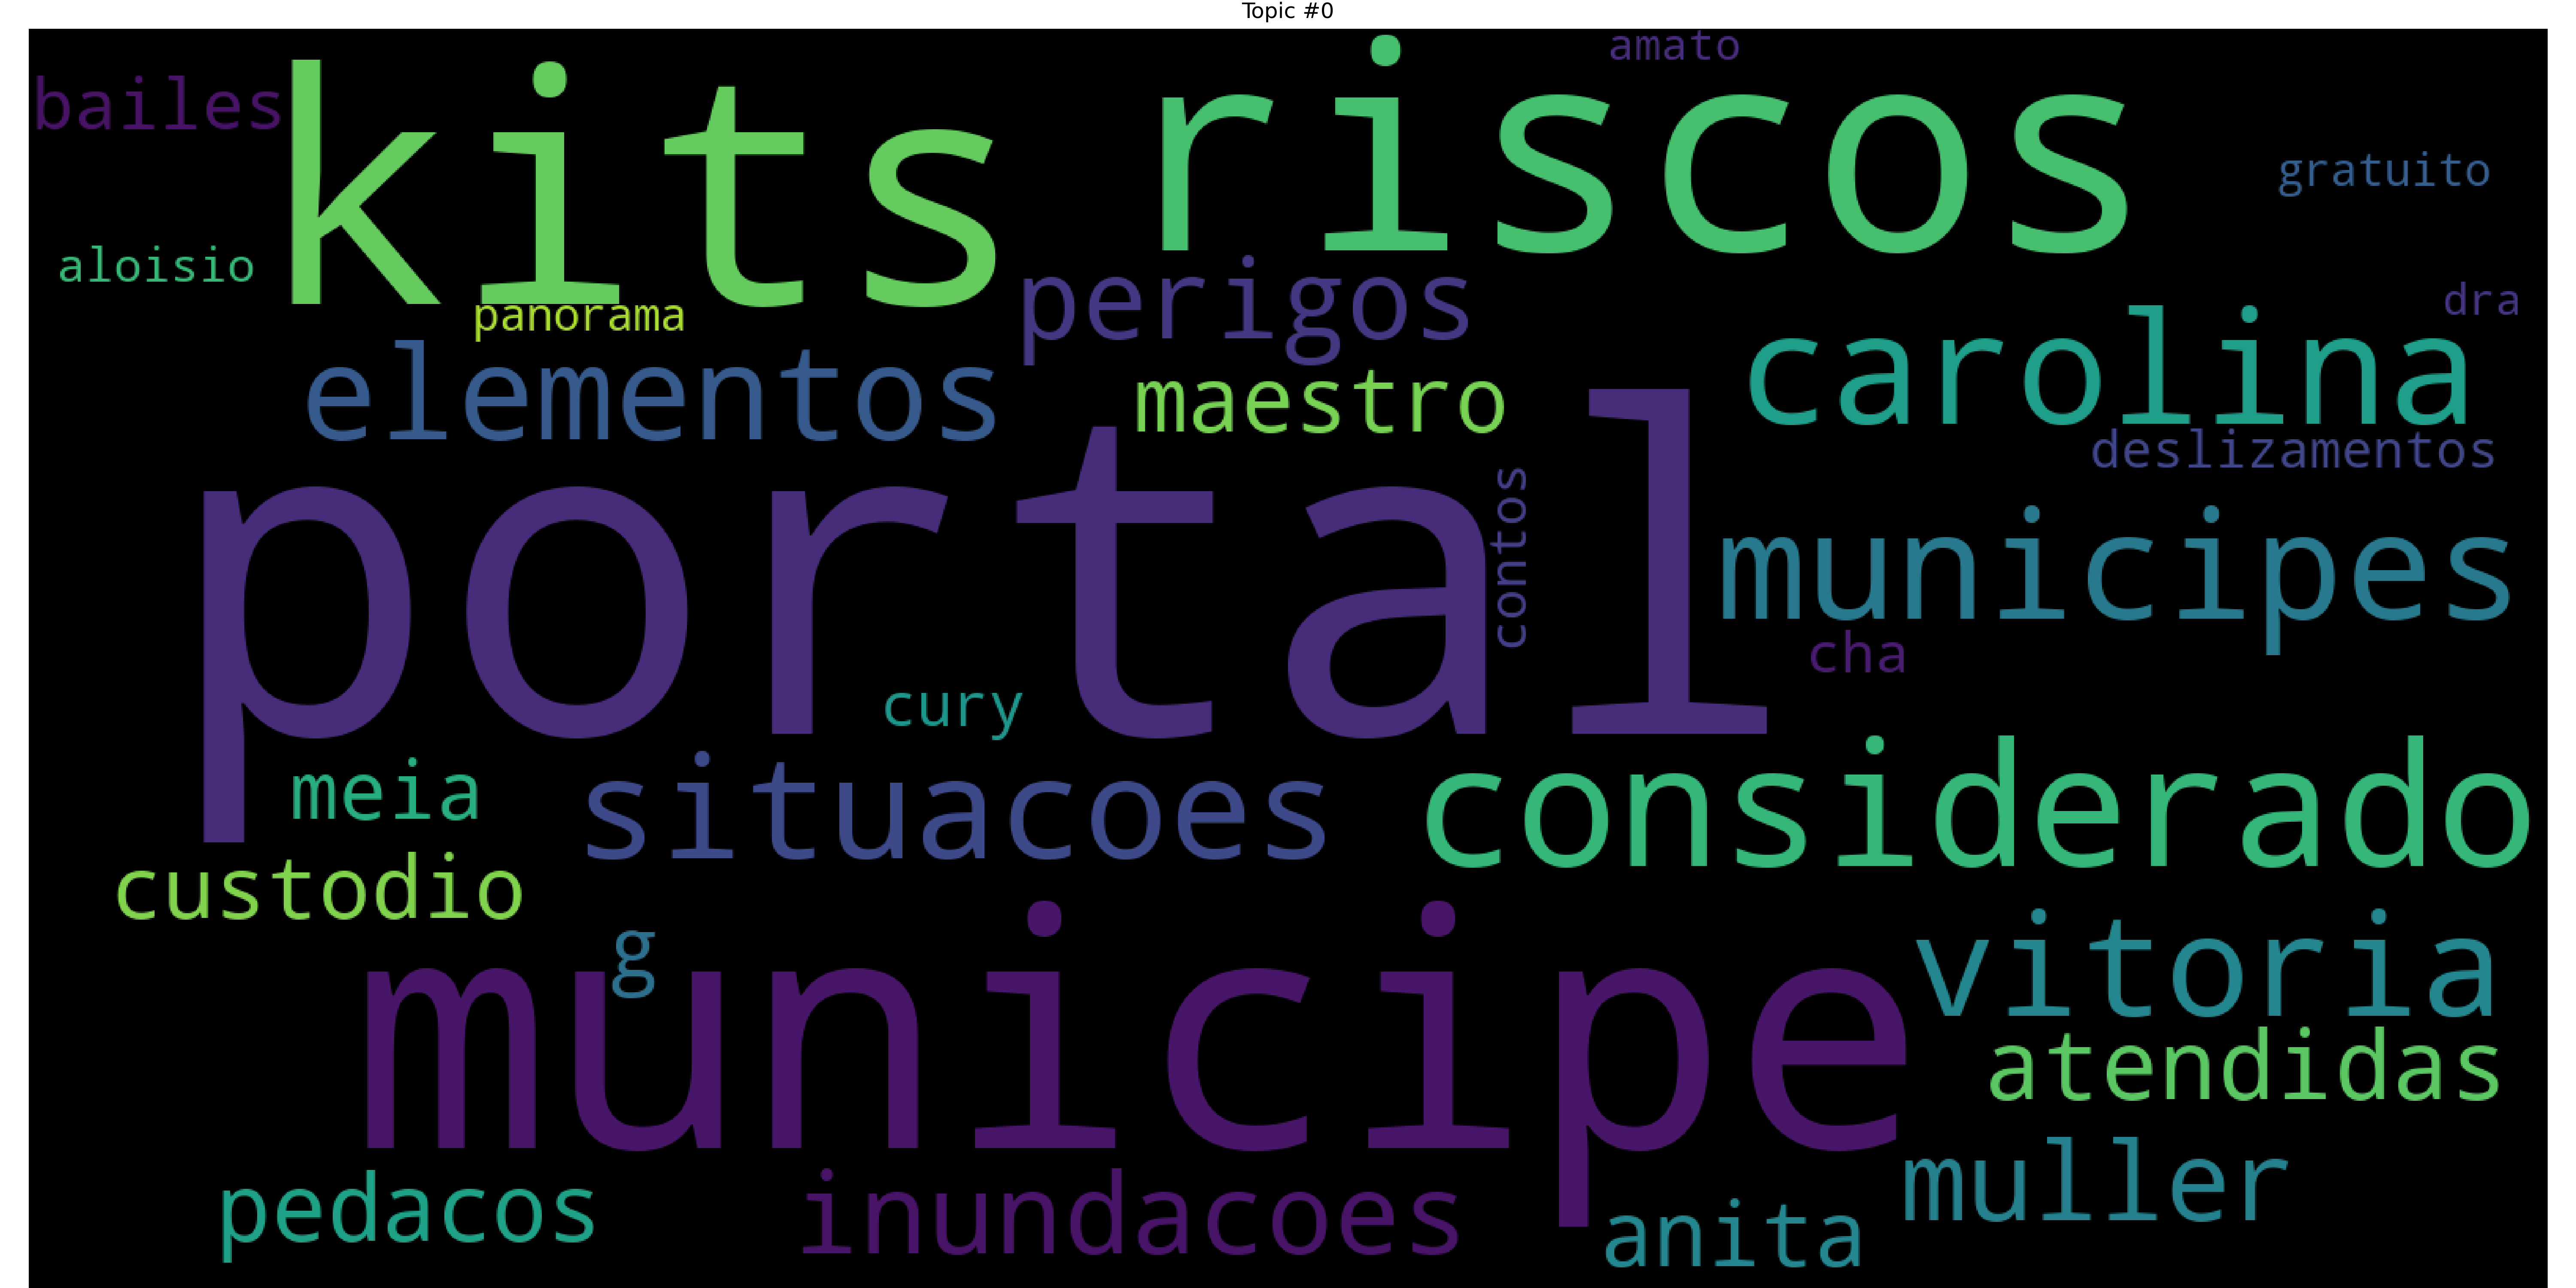 Topic #0
amato
bailes
kits
riscos
gratuito
aloisio
perigos
dra
panorama
carolina
elementos
maestro
deslizamentos
portal
contos
municipes
cha
cury
meia
situacoes
considerado
custodio
g
municipe
vitoria
atendidas
pedacos
inundacoes
muller
anita